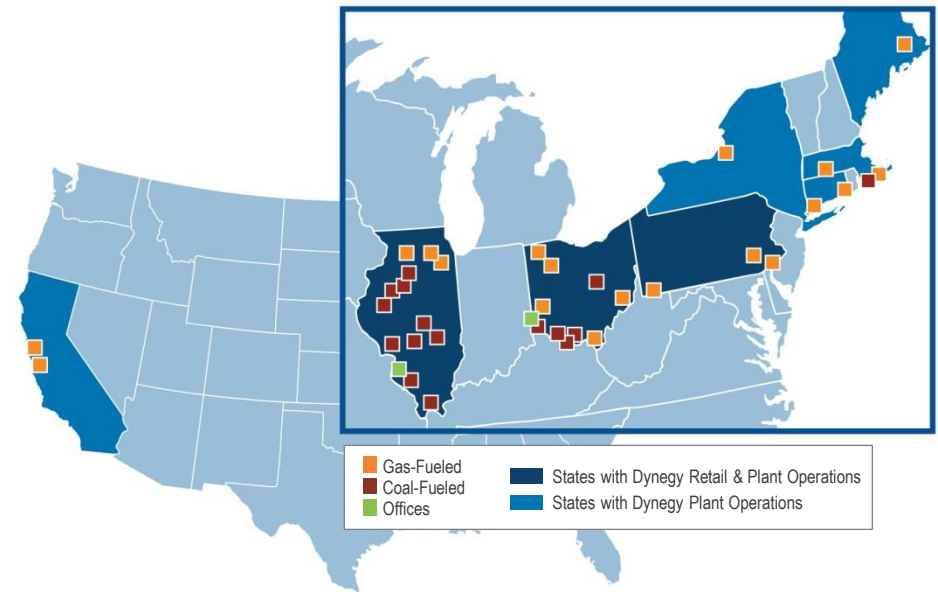 Gas-Fueled
Coal-Fueled
Offices
States with Dynegy Retail & Plant Operations
States with Dynegy Plant Operations